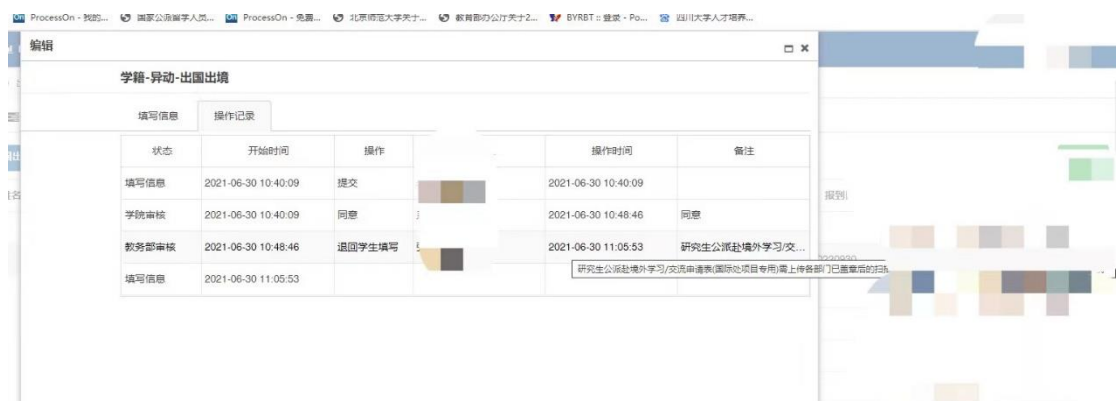 ProcessOn - 我的... 国家公派留学人员... ProcessOn - 免费... 北京师范大学关于... 教育部办公厅关于2... BYRBT :: 登录 - Po... 四川大学人才培养...
编辑
学籍-异动-出国出境
填写信息 操作记录
状态 开始时间 操作 操作时间 备注
填写信息 2021-06-30 10:40:09 提交 2021-06-30 10:40:09
学院审核 2021-06-30 10:40:09 同意 2021-06-30 10:48:46 同意
教务部审核 2021-06-30 10:48:46 退回学生填写 2021-06-30 11:05:53 研究生公派赴境外学习/交...
研究生公派赴境外学习/交流申请表(国际处项目专用)需上传各部门已盖章后的扫
填写信息 2021-06-30 11:05:53